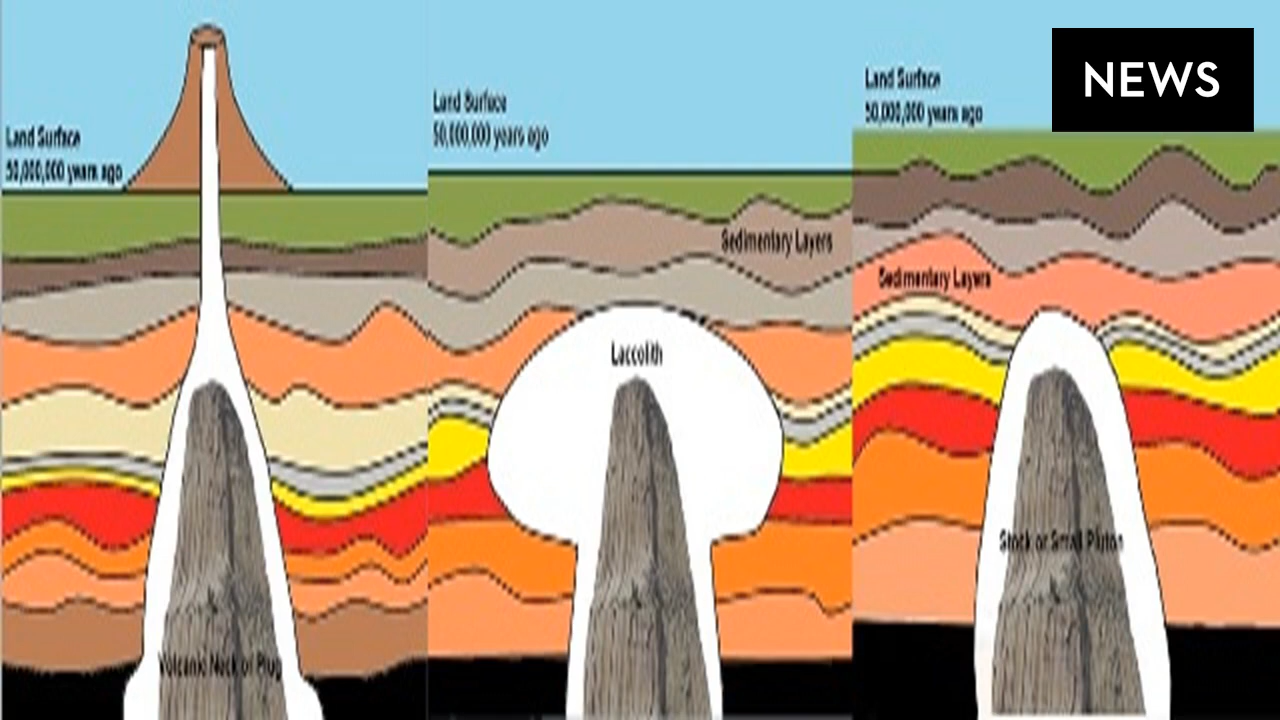 Land Surface
50,000,000 years ago
Volcanic Neck or Plug
Land Surface
50,000,000 years ago
Sedimentary Layers
Laccolith
NEWS
Land Surface
50,000,000 years ago
Sedimentary Layers
Stock or Small Pluton